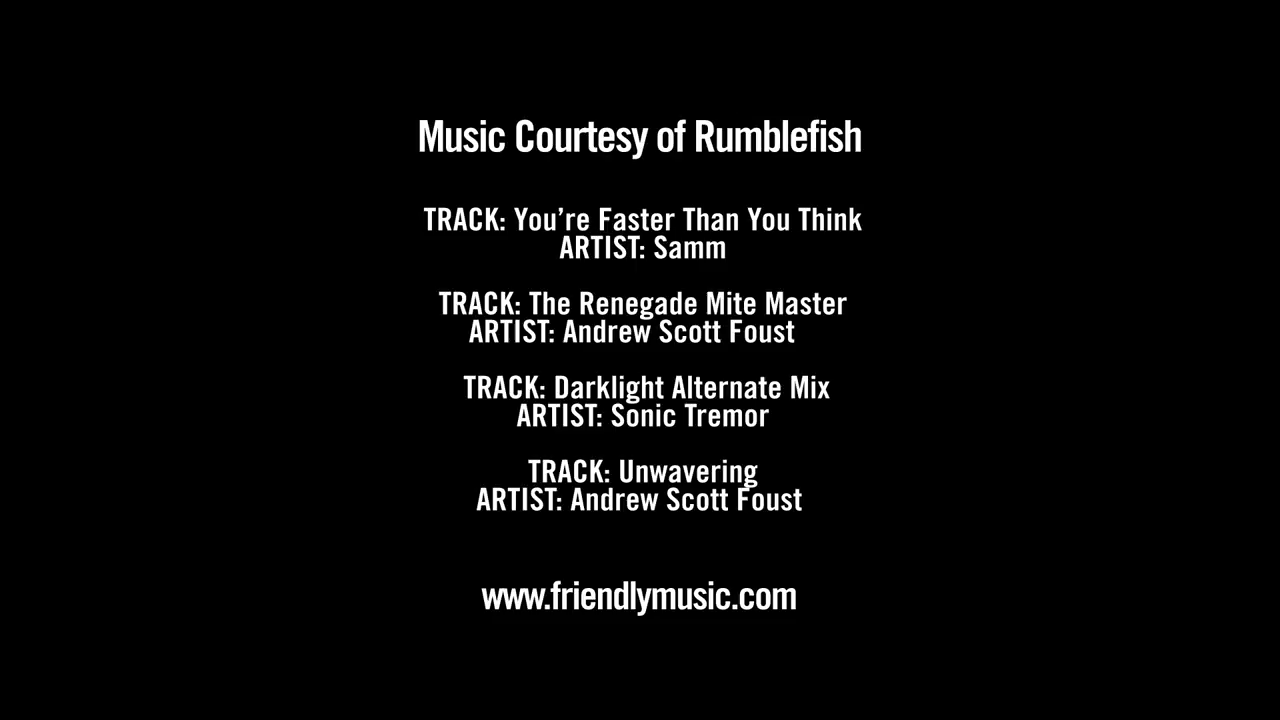 Music Courtesy of Rumblefish
TRACK: You’re Faster Than You Think
ARTIST: Samm
TRACK: The Renegade Mite Master
ARTIST: Andrew Scott Foust
TRACK: Darklight Alternate Mix
ARTIST: Sonic Tremor
TRACK: Unwavering
ARTIST: Andrew Scott Foust
www.friendlymusic.com